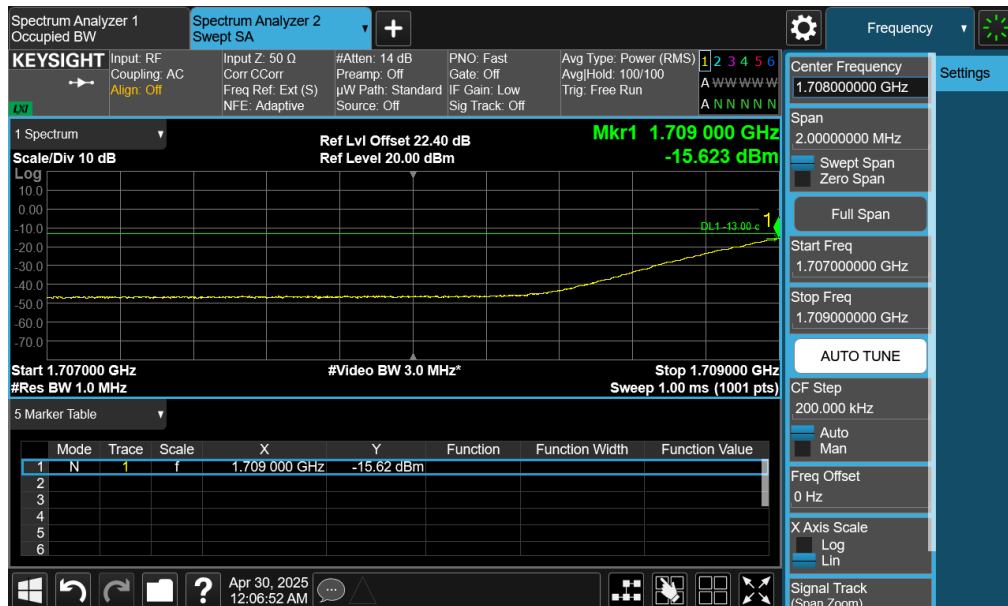 Spectrum Analyzer 1
Occupied BW
Spectrum Analyzer 2
Swept SA
▼
+
Frequency
▼
KEYSIGHT
LXI
Input: RF
Coupling: AC
Align: Off
Input Z: 50 Ω
Corr CCorr
Freq Ref: Ext (S)
NFE: Adaptive
#Atten: 14 dB
Preamp: Off
µW Path: Standard
Source: Off
PNO: Fast
Gate: Off
IF Gain: Low
Sig Track: Off
Avg Type: Power (RMS)
Avg|Hold: 100/100
Trig: Free Run
1 2 3 4 5 6
A W W W W W
A N N N N N
1 Spectrum ▼
Scale/Div 10 dB
Ref Lvl Offset 22.40 dB
Ref Level 20.00 dBm
Mkr1 1.709 000 GHz
-15.623 dBm
Log
10.0
0.00
-10.0
-20.0
-30.0
-40.0
-50.0
-60.0
-70.0
DL1 -13.00
1
Start 1.707000 GHz
#Res BW 1.0 MHz
#Video BW 3.0 MHz*
Stop 1.709000 GHz
Sweep 1.00 ms (1001 pts)
5 Marker Table ▼
Mode Trace Scale X Y Function Function Width Function Value
1 N 1 f 1.709 000 GHz -15.62 dBm
2
3
4
5
6
?
Apr 30, 2025
12:06:52 AM
Center Frequency
1.708000000 GHz
Settings
Span
2.00000000 MHz
Swept Span
Zero Span
Full Span
Start Freq
1.707000000 GHz
Stop Freq
1.709000000 GHz
AUTO TUNE
CF Step
200.000 kHz
Auto
Man
Freq Offset
0 Hz
X Axis Scale
Log
Lin
Signal Track
(Span Zoom)